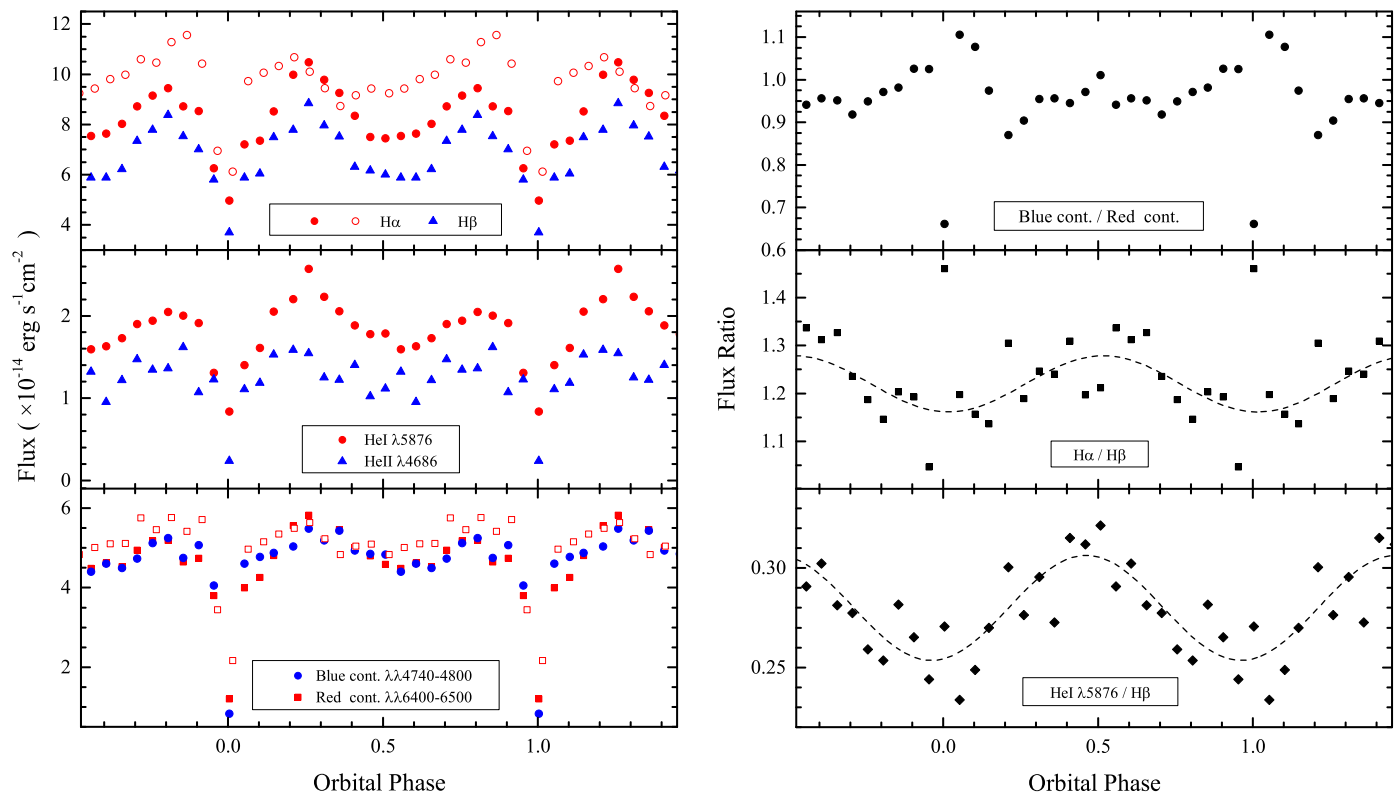 12
10
8
6
4
Hα Hβ
2
1
0
HeI λ5876
HeII λ4686
6
4
2
Blue cont. λλ4740-4800
Red cont. λλ6400-6500
0.0 0.5 1.0
Orbital Phase
Flux ( ×10⁻¹⁴ erg s⁻¹cm⁻² )
1.1
1.0
0.9
0.8
0.7
0.6
Blue cont. / Red cont.
1.4
1.3
1.2
1.1
Hα / Hβ
0.30
0.25
HeI λ5876 / Hβ
0.0 0.5 1.0
Orbital Phase
Flux Ratio